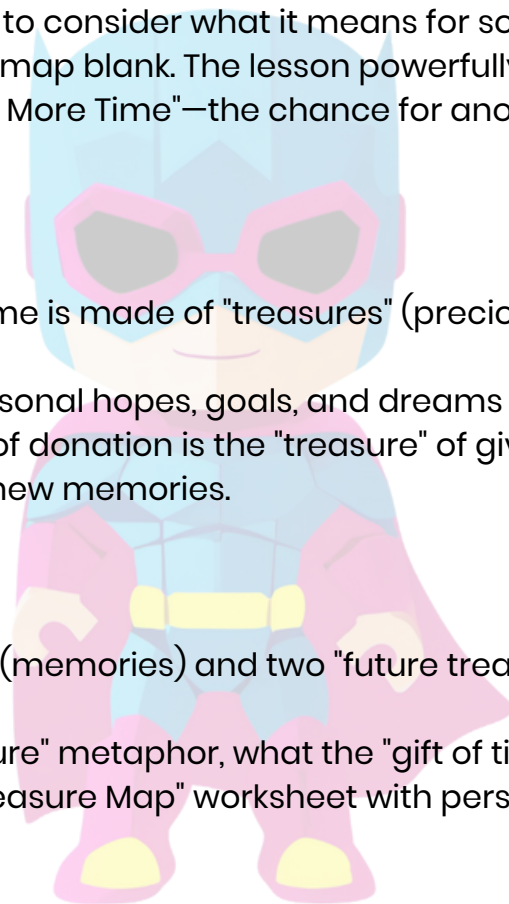 to consider what it means for so
map blank. The lesson powerfully
More Time"—the chance for ano
me is made of "treasures" (precio
sonal hopes, goals, and dreams
of donation is the "treasure" of giv
new memories.
(memories) and two "future trea
ure" metaphor, what the "gift of ti
easure Map" worksheet with pers